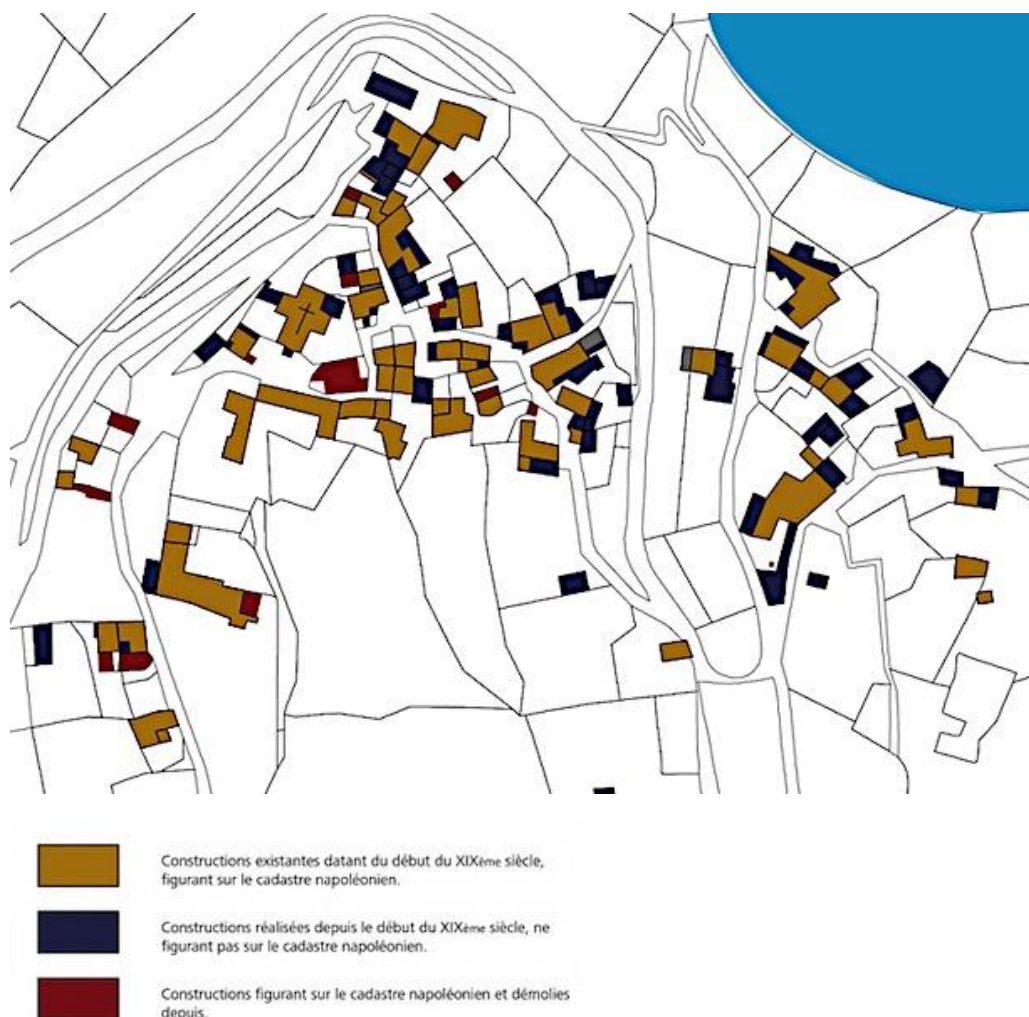 Constructions existantes datant du début du XIXème siècle,
figurant sur le cadastre napoléonien.
Constructions réalisées depuis le début du XIXème siècle, ne
figurant pas sur le cadastre napoléonien.
Constructions figurant sur le cadastre napoléonien et démolies
depuis.